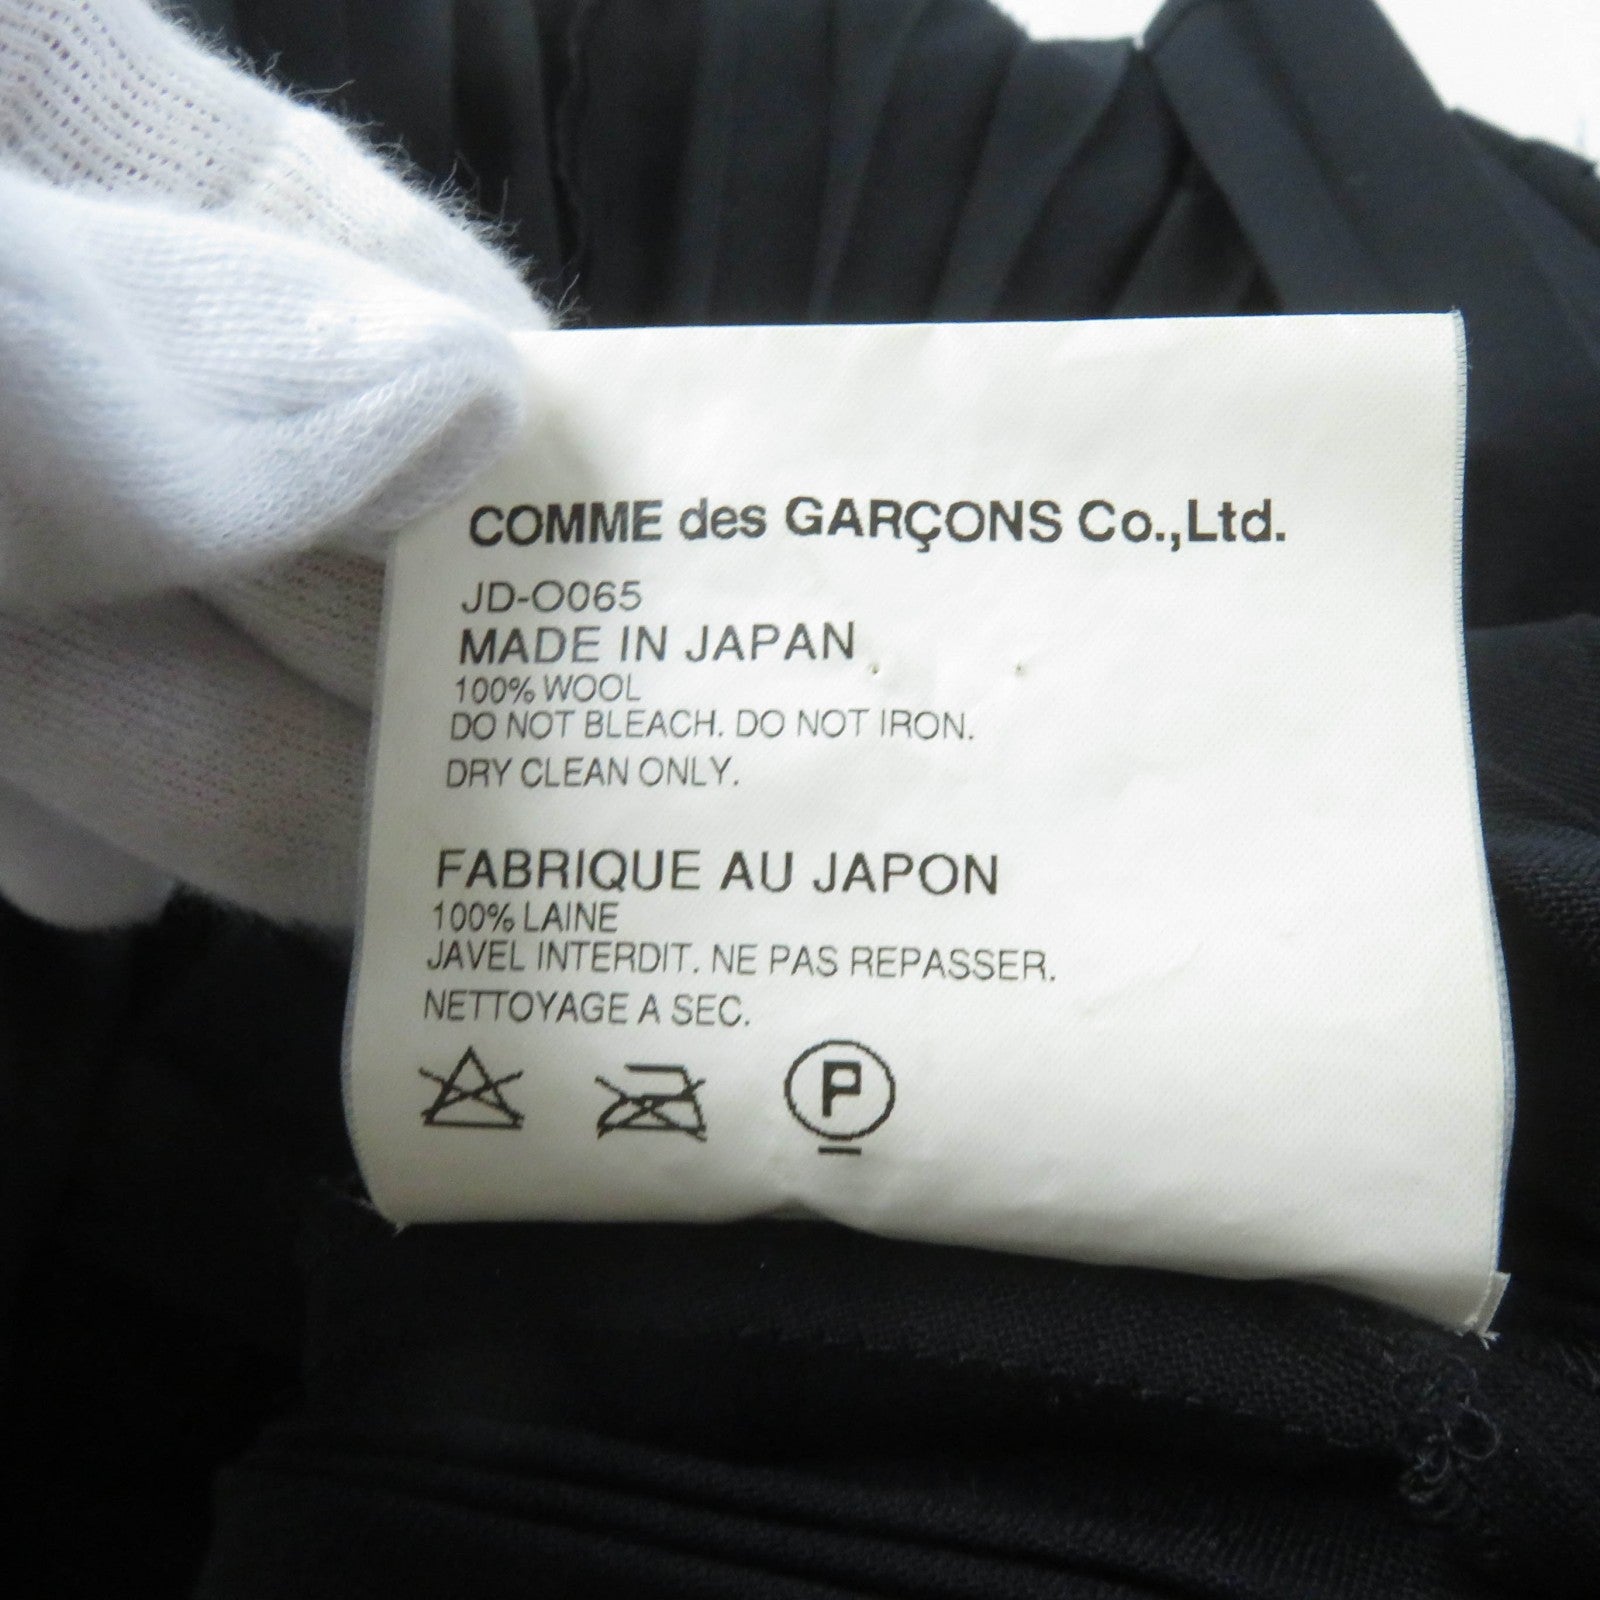 COMME des GARÇONS Co.,Ltd.
JD-O065
MADE IN JAPAN
100% WOOL
DO NOT BLEACH. DO NOT IRON.
DRY CLEAN ONLY.
FABRIQUE AU JAPON
100% LAINE
JAVEL INTERDIT. NE PAS REPASSER.
NETTOYAGE A SEC.
P